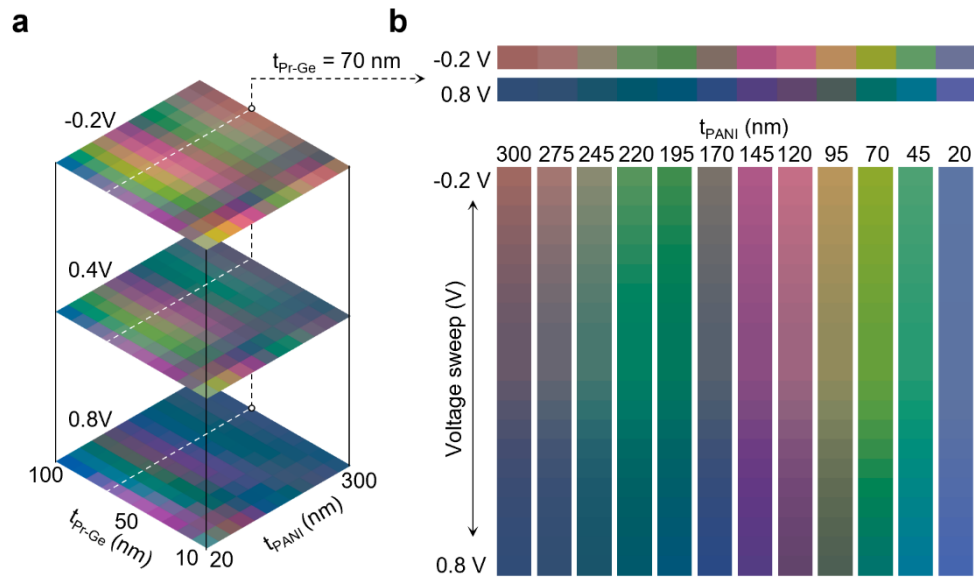 a
t_Pr-Ge = 70 nm
-0.2V
0.4V
0.8V
100
50
10
t_Pr-Ge (nm)
20
300
t_PANI (nm)
b
-0.2 V
0.8 V
t_PANI (nm)
300 275 245 220 195 170 145 120 95 70 45 20
-0.2 V
Voltage sweep (V)
0.8 V